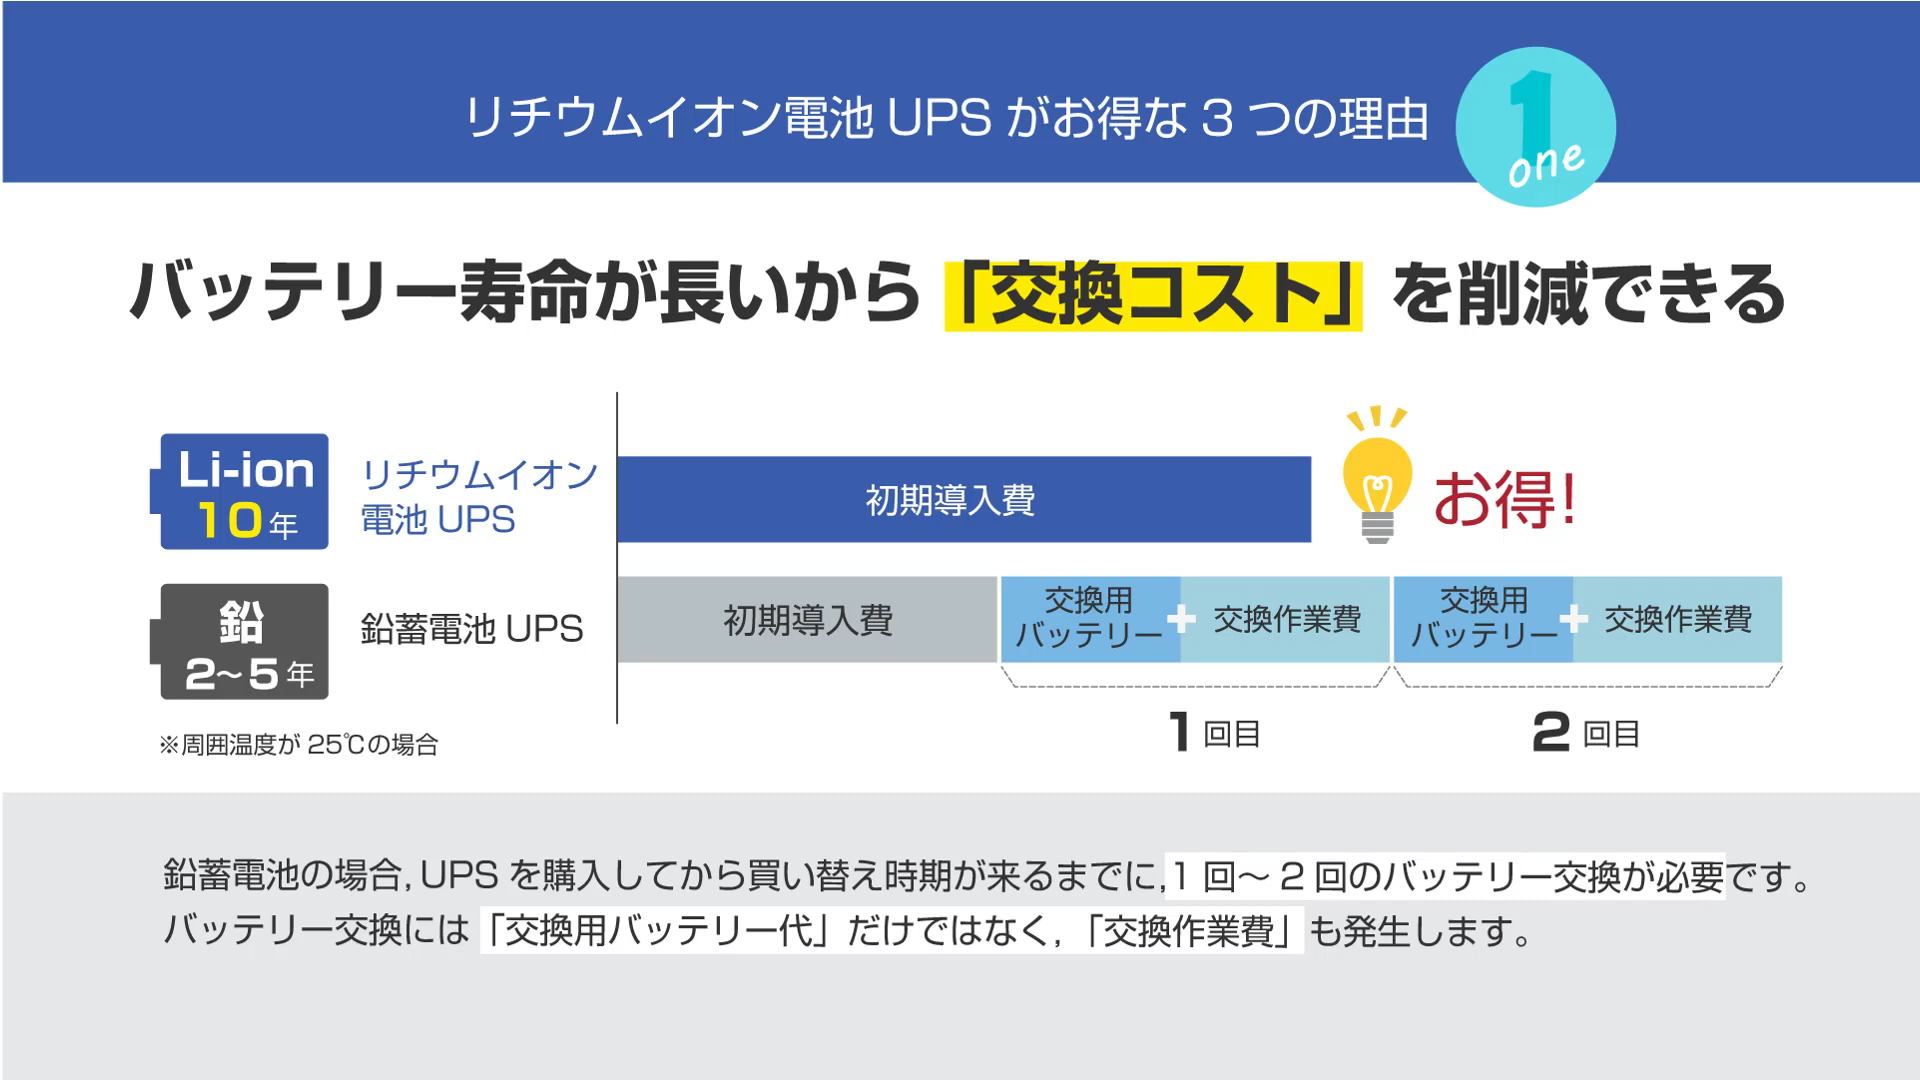 リチウムイオン電池 UPS がお得な 3 つの理由
1
one
バッテリー寿命が長いから「交換コスト」を削減できる
Li-ion
10年
リチウムイオン
電池 UPS
初期導入費
お得!
鉛
2〜5年
鉛蓄電池 UPS
初期導入費
交換用
バッテリー
+
交換作業費
交換用
バッテリー
+
交換作業費
1回目
2回目
※周囲温度が 25℃の場合
鉛蓄電池の場合,UPS を購入してから買い替え時期が来るまでに,1 回〜 2 回のバッテリー交換が必要です。
バッテリー交換には「交換用バッテリー代」だけではなく,「交換作業費」も発生します。